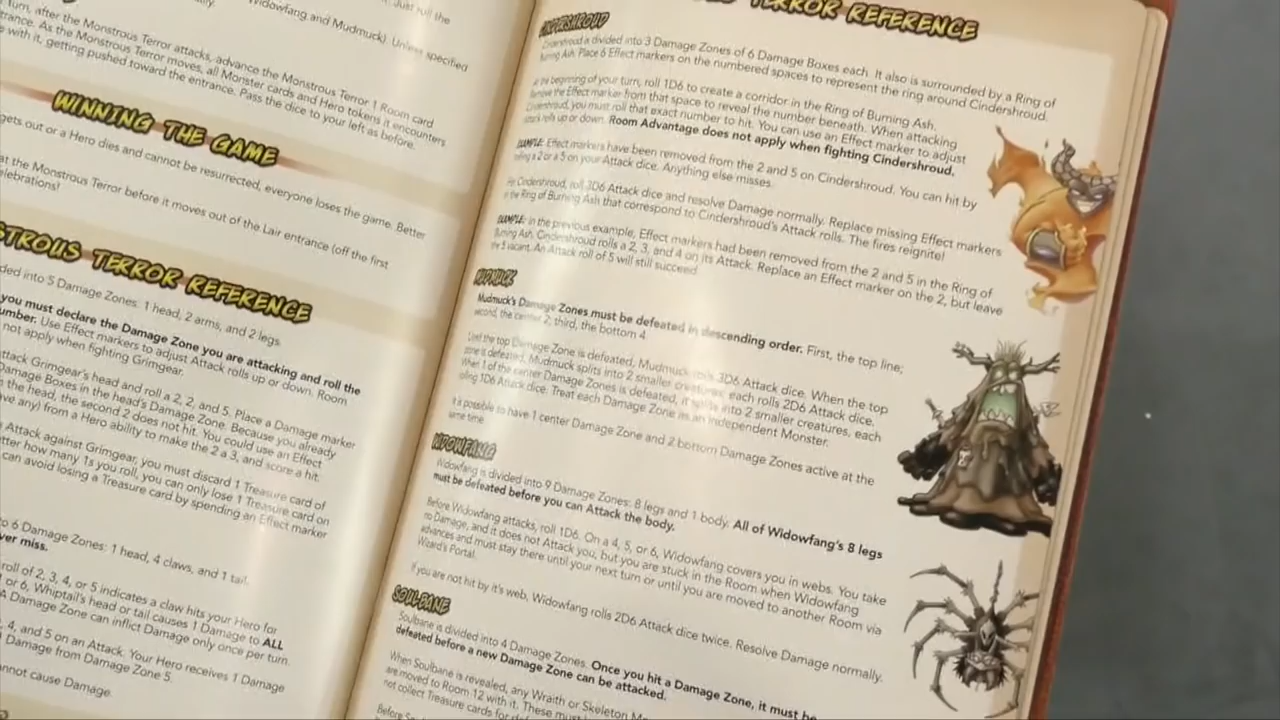 Just roll the
Widowfang and Mudmuck). Unless specified
turn, after the Monstrous Terror attacks, advance the Monstrous Terror 1 Room card
trance. As the Monstrous Terror moves, all Monster cards and Hero tokens it encounters
with it, getting pushed toward the entrance. Pass the dice to your left as before.
WINNING THE GAME
gets out or a Hero dies and cannot be resurrected, everyone loses the game. Better
at the Monstrous Terror before it moves out of the Lair entrance (off the first
elebrations!
STROUS TERROR REFERENCE
ded into 5 Damage Zones: 1 head, 2 arms, and 2 legs.
you must declare the Damage Zone you are attacking and roll the
umber. Use Effect markers to adjust Attack rolls up or down. Room
not apply when fighting Grimgear.
ttack Grimgear's head and roll a 2, 2, and 5. Place a Damage marker
Damage Boxes in the head's Damage Zone. Because you already
the head, the second 2 does not hit. You could use an Effect
ve any) from a Hero ability to make the 2 a 3, and score a hit.
Attack against Grimgear, you must discard 1 Treasure card of
tter how many 1s you roll, you can only lose 1 Treasure card on
can avoid losing a Treasure card by spending an Effect marker
o 6 Damage Zones: 1 head, 4 claws, and 1 tail.
ver miss.
roll of 2, 3, 4, or 5 indicates a claw hits your Hero for
1 or 6, Whiptail's head or tail causes 1 Damage to ALL
A Damage Zone can inflict Damage only once per turn.
4, and 5 on an Attack. Your Hero receives 1 Damage
Damage from Damage Zone 5.
annot cause Damage.
TERROR REFERENCE
CINDERSHROUD
Cindershroud is divided into 3 Damage Zones of 6 Damage Boxes each. It also is surrounded by a Ring of
Burning Ash. Place 6 Effect markers on the numbered spaces to represent the ring around Cindershroud.
At the beginning of your turn, roll 1D6 to create a corridor in the Ring of Burning Ash.
Remove the Effect marker from that space to reveal the number beneath. When attacking
Cindershroud, you must roll that exact number to hit. You can use an Effect marker to adjust
rolls up or down. Room Advantage does not apply when fighting Cindershroud.
EXAMPLE: Effect markers have been removed from the 2 and 5 on Cindershroud. You can hit by
rolling a 2 or a 5 on your Attack dice. Anything else misses.
For Cindershroud, roll 3D6 Attack dice and resolve Damage normally. Replace missing Effect markers
in the Ring of Burning Ash that correspond to Cindershroud's Attack rolls. The fires reignite!
EXAMPLE: In the previous example, Effect markers had been removed from the 2 and 5 in the Ring of
Burning Ash. Cindershroud rolls a 2, 3, and 4 on its Attack. Replace an Effect marker on the 2, but leave
the 5 vacant. An Attack roll of 5 will still succeed.
MUDMUCK
Mudmuck's Damage Zones must be defeated in descending order. First, the top line;
second, the center 2; third, the bottom 4.
Until the top Damage Zone is defeated, Mudmuck rolls 3D6 Attack dice. When the top
zone is defeated, Mudmuck splits into 2 smaller creatures; each rolls 2D6 Attack dice.
When 1 of the center Damage Zones is defeated, it splits into 2 smaller creatures, each
rolling 1D6 Attack dice. Treat each Damage Zone as an independent Monster.
It is possible to have 1 center Damage Zone and 2 bottom Damage Zones active at the
same time.
WIDOWFANG
Widowfang is divided into 9 Damage Zones: 8 legs and 1 body. All of Widowfang's 8 legs
must be defeated before you can Attack the body.
Before Widowfang attacks, roll 1D6. On a 4, 5, or 6, Widowfang covers you in webs. You take
no Damage, and it does not Attack you, but you are stuck in the Room when Widowfang
advances and must stay there until your next turn or until you are moved to another Room via
Wizard's Portal.
If you are not hit by it's web, Widowfang rolls 2D6 Attack dice twice. Resolve Damage normally.
SOULBANE
Soulbane is divided into 4 Damage Zones. Once you hit a Damage Zone, it must be
defeated before a new Damage Zone can be attacked.
When Soulbane is revealed, any Wraith or Skeleton
are moved to Room 12 with it. These must
not collect Treasure cards for
Before